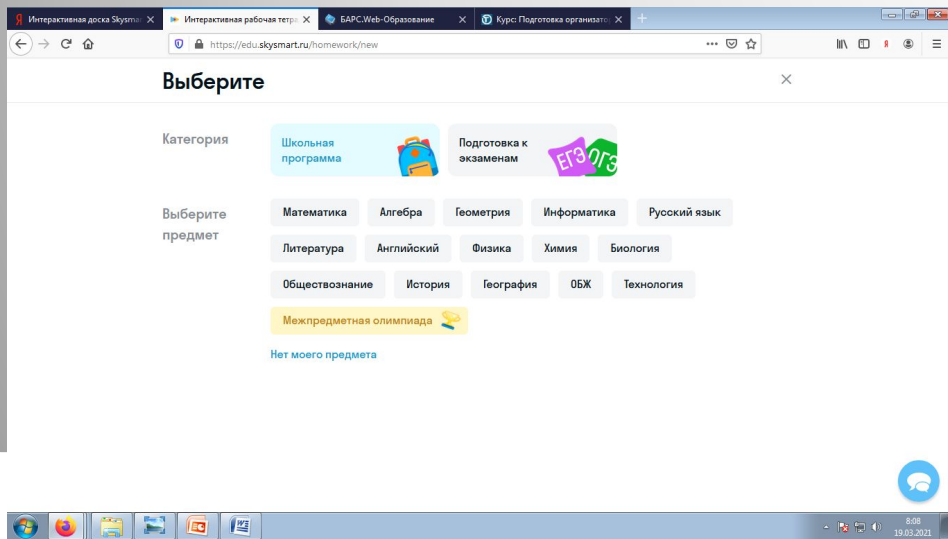 Интерактивная доска Skysmar
Интерактивная рабочая тетра
БАРС.Web-Образование
Курс: Подготовка организатор
https://edu.skysmart.ru/homework/new
Выберите
Категория
Школьная
программа
Подготовка к
экзаменам
ЕГЭ ОГЭ
Выберите
предмет
Математика Алгебра Геометрия Информатика Русский язык
Литература Английский Физика Химия Биология
Обществознание История География ОБЖ Технология
Межпредметная олимпиада
Нет моего предмета
8:08
19.03.2021